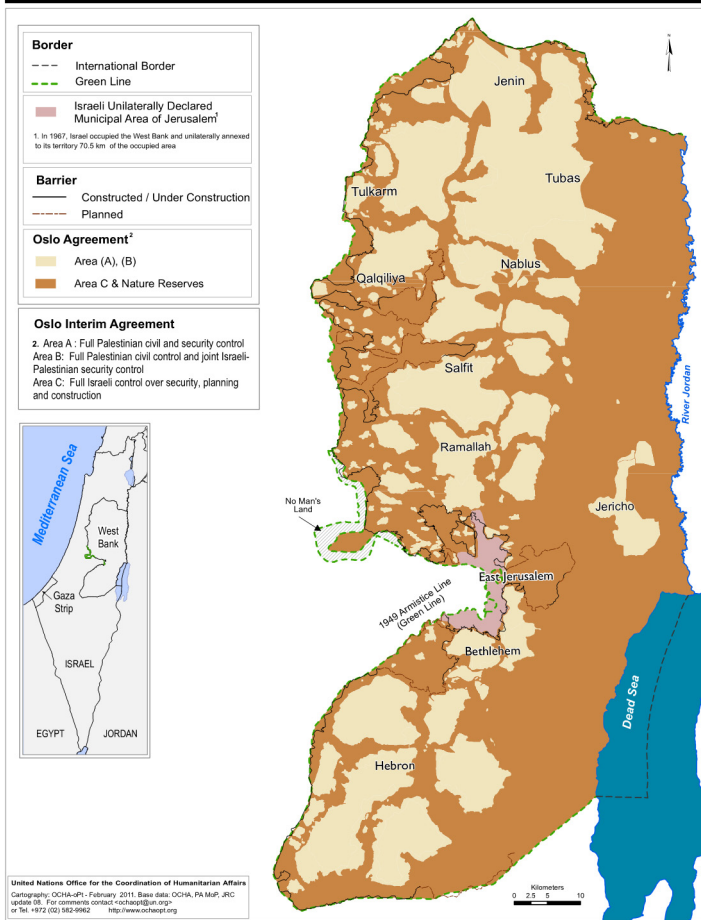 Border
International Border
Green Line
Israeli Unilaterally Declared
Municipal Area of Jerusalem¹
1. In 1967, Israel occupied the West Bank and unilaterally annexed
to its territory 70.5 km of the occupied area
Barrier
Constructed / Under Construction
Planned
Oslo Agreement²
Area (A), (B)
Area C & Nature Reserves
Oslo Interim Agreement
2. Area A : Full Palestinian civil and security control
Area B: Full Palestinian civil control and joint Israeli-
Palestinian security control
Area C: Full Israeli control over security, planning
and construction
Mediterranean Sea
West
Bank
Gaza
Strip
ISRAEL
EGYPT
JORDAN
N
Jenin
Tubas
Tulkarm
Nablus
Qalqiliya
Salfit
River Jordan
Ramallah
Jericho
No Man's
Land
East Jerusalem
1949 Armistice Line
(Green Line)
Bethlehem
Dead Sea
Hebron
Kilometers
0 2.5 5 10
United Nations Office for the Coordination of Humanitarian Affairs
Cartography: OCHA-oPt - February 2011. Base data: OCHA, PA MoP, JRC
update 08. For comments contact <ochaopt@un.org>
or Tel. +972 (02) 582-9962 http://www.ochaopt.org